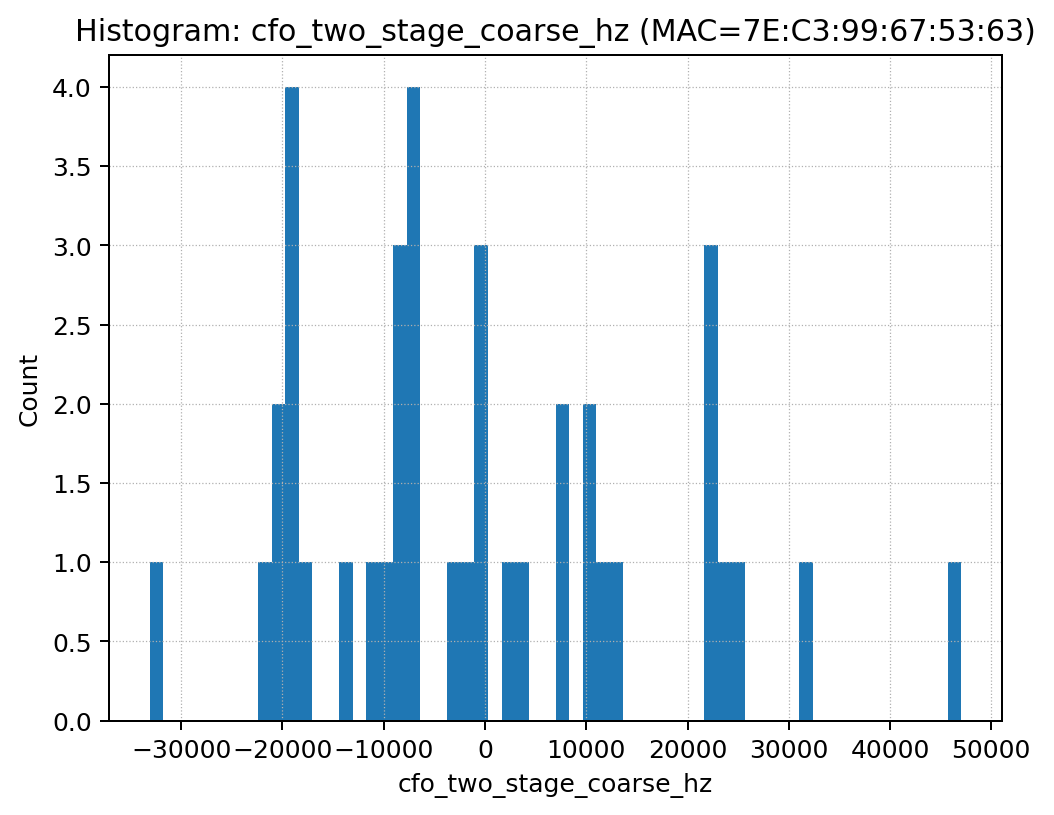 Histogram: cfo_two_stage_coarse_hz (MAC=7E:C3:99:67:53:63)
4.0
3.5
3.0
2.5
2.0
1.5
1.0
0.5
0.0
Count
−30000 −20000 −10000 0 10000 20000 30000 40000 50000
cfo_two_stage_coarse_hz